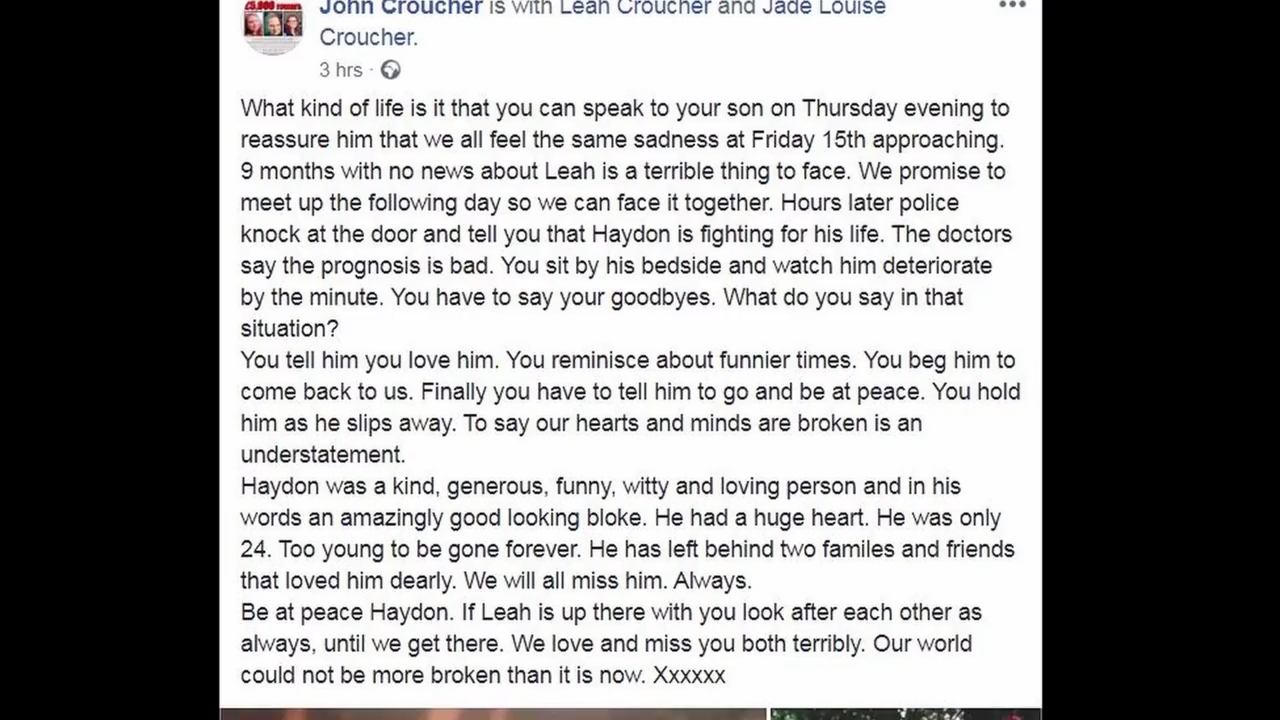 £5,000 REWARD
John Croucher is with Leah Croucher and Jade Louise
Croucher.
3 hrs ·
What kind of life is it that you can speak to your son on Thursday evening to
reassure him that we all feel the same sadness at Friday 15th approaching.
9 months with no news about Leah is a terrible thing to face. We promise to
meet up the following day so we can face it together. Hours later police
knock at the door and tell you that Haydon is fighting for his life. The doctors
say the prognosis is bad. You sit by his bedside and watch him deteriorate
by the minute. You have to say your goodbyes. What do you say in that
situation?
You tell him you love him. You reminisce about funnier times. You beg him to
come back to us. Finally you have to tell him to go and be at peace. You hold
him as he slips away. To say our hearts and minds are broken is an
understatement.
Haydon was a kind, generous, funny, witty and loving person and in his
words an amazingly good looking bloke. He had a huge heart. He was only
24. Too young to be gone forever. He has left behind two familes and friends
that loved him dearly. We will all miss him. Always.
Be at peace Haydon. If Leah is up there with you look after each other as
always, until we get there. We love and miss you both terribly. Our world
could not be more broken than it is now. Xxxxxx